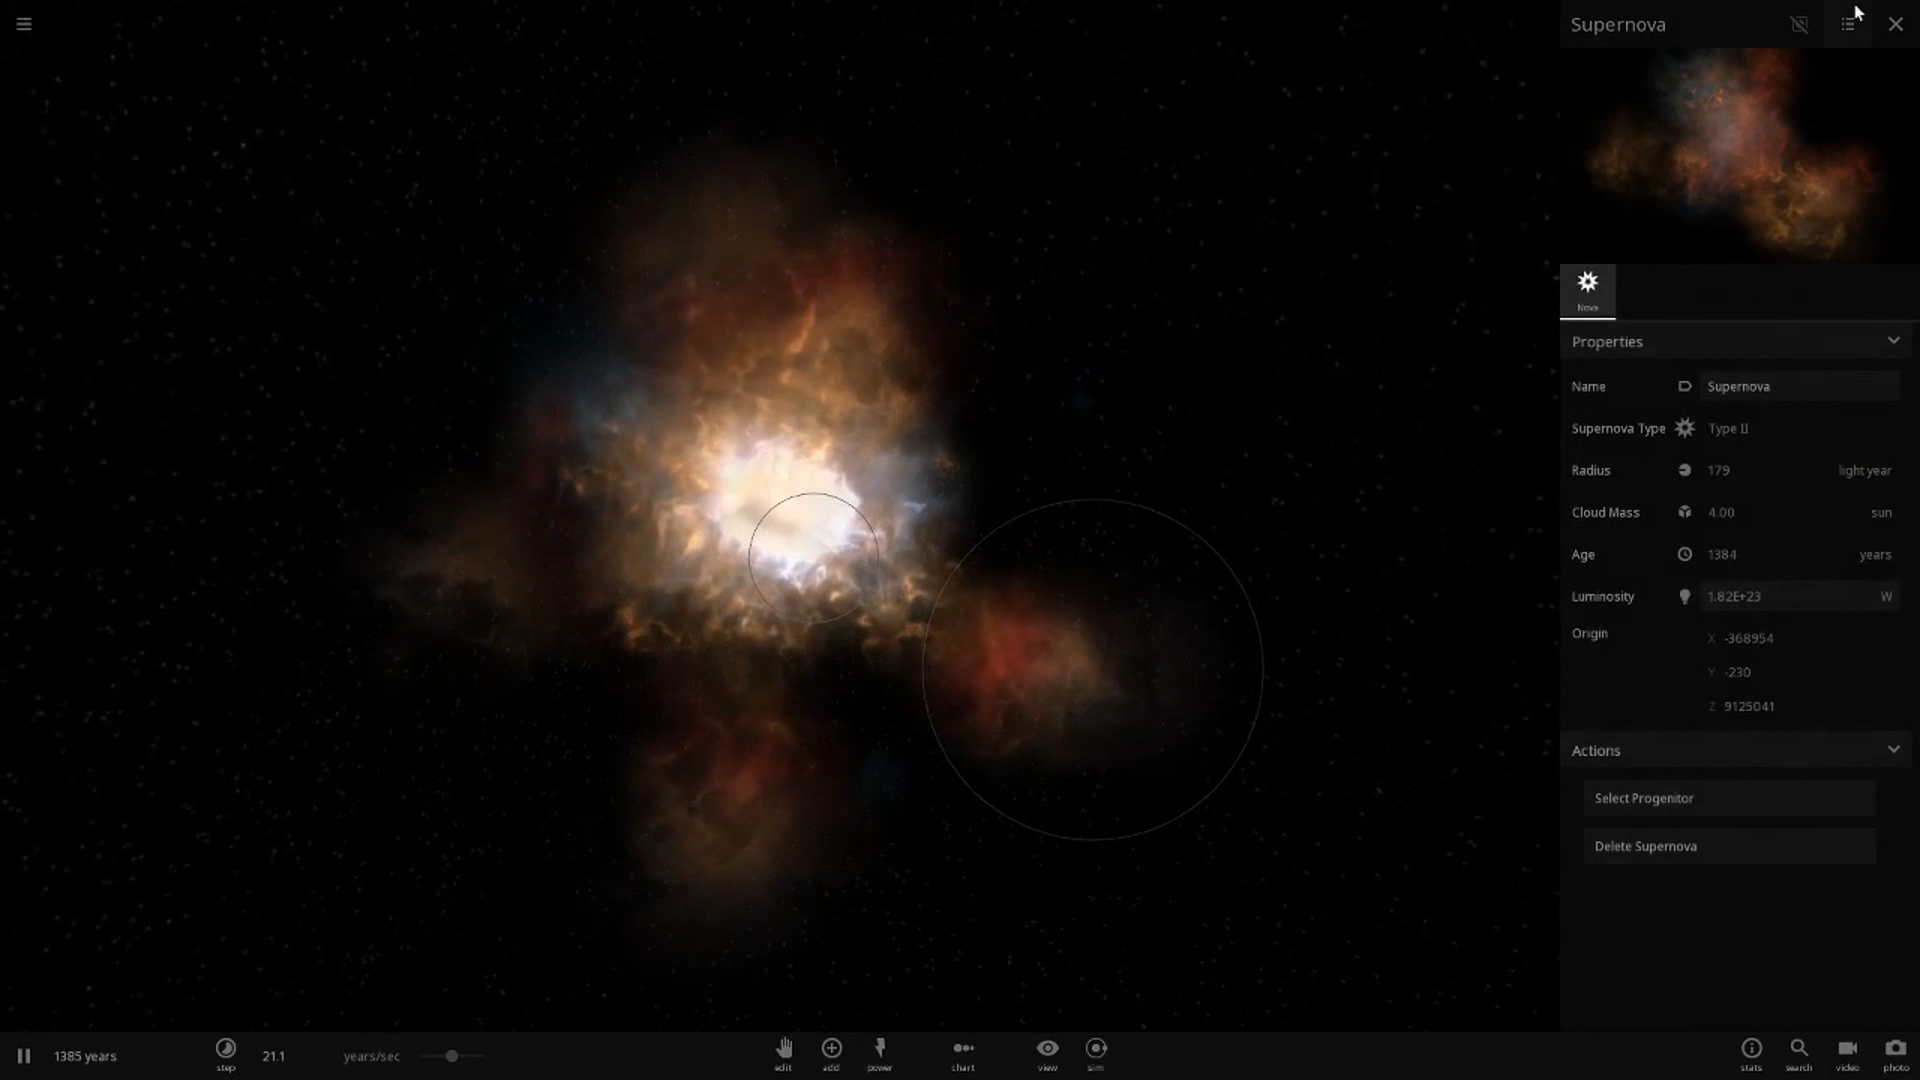 Supernova
Nova
Properties
Name Supernova
Supernova Type Type II
Radius 179 light year
Cloud Mass 4.00 sun
Age 1384 years
Luminosity 1.82E+23 W
Origin X -368954
Y -230
Z 9125041
Actions
Select Progenitor
Delete Supernova
1385 years step 21.1 years/sec edit add power chart view sim stats search video photo